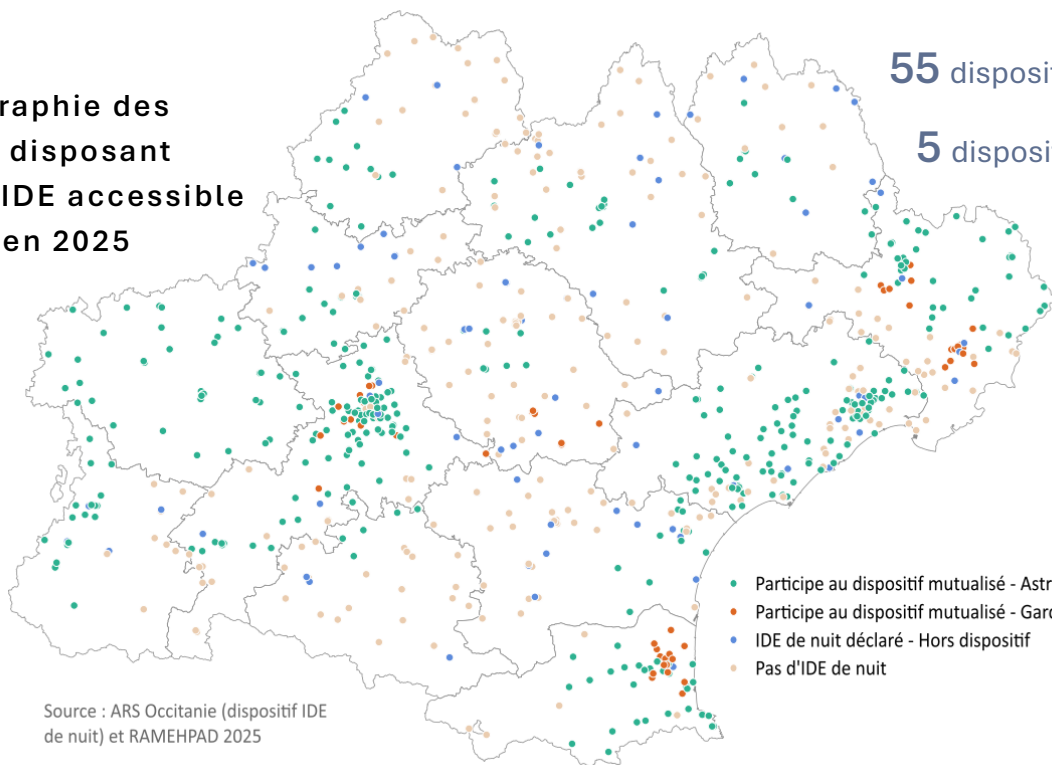 raphie des
disposant
IDE accessible
en 2025
55 disposit
5 disposit
Participe au dispositif mutualisé - Astr
Participe au dispositif mutualisé - Gard
IDE de nuit déclaré - Hors dispositif
Pas d'IDE de nuit
Source : ARS Occitanie (dispositif IDE
de nuit) et RAMEHPAD 2025